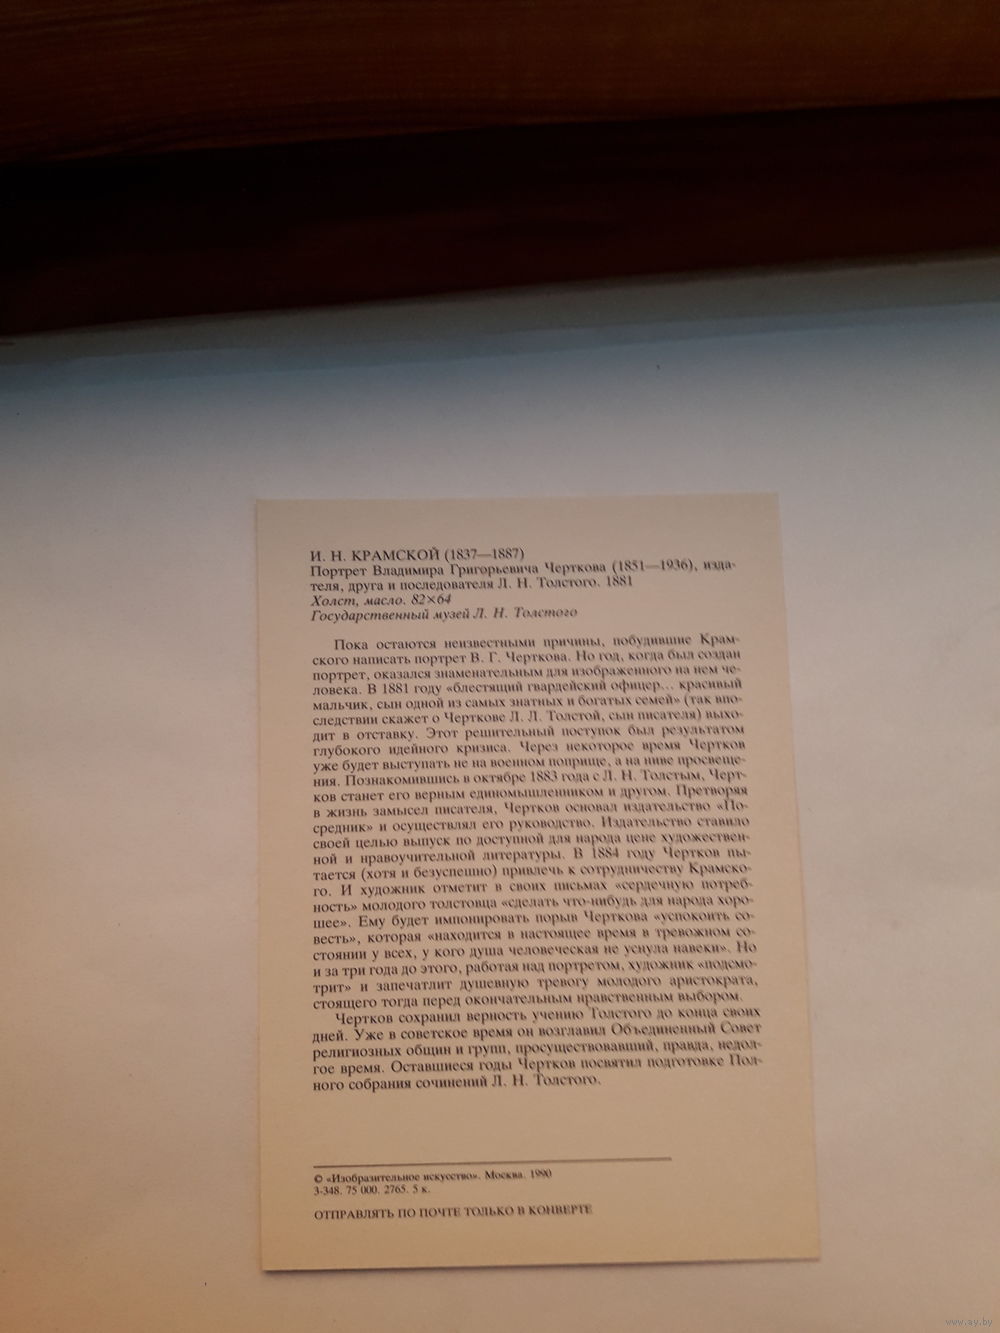 И. Н. КРАМСКОЙ (1837—1887)
Портрет Владимира Григорьевича Черткова (1851—1936), изда-
теля, друга и последователя Л. Н. Толстого. 1881
Холст, масло. 82×64
Государственный музей Л. Н. Толстого
Пока остаются неизвестными причины, побудившие Крам-
ского написать портрет В. Г. Черткова. Но год, когда был создан
портрет, оказался знаменательным для изображенного на нем че-
ловека. В 1881 году «блестящий гвардейский офицер... красивый
мальчик, сын одной из самых знатных и богатых семей» (так впо-
следствии скажет о Черткове Л. Л. Толстой, сын писателя) выхо-
дит в отставку. Этот решительный поступок был результатом
глубокого идейного кризиса. Через некоторое время Чертков
уже будет выступать не на военном поприще, а на ниве просвеще-
ния. Познакомившись в октябре 1883 года с Л. Н. Толстым, Черт-
ков станет его верным единомышленником и другом. Претворяя
в жизнь замысел писателя, Чертков основал издательство «По-
средник» и осуществлял его руководство. Издательство ставило
своей целью выпуск по доступной для народа цене художествен-
ной и нравоучительной литературы. В 1884 году Чертков пы-
тается (хотя и безуспешно) привлечь к сотрудничеству Крамско-
го. И художник отметит в своих письмах «сердечную потреб-
ность» молодого толстовца «сделать что-нибудь для народа хоро-
шее». Ему будет импонировать порыв Черткова «успокоить со-
весть», которая «находится в настоящее время в тревожном со-
стоянии у всех, у кого душа человеческая не уснула навеки». Но
и за три года до этого, работая над портретом, художник «подсмо-
трит» и запечатлит душевную тревогу молодого аристократа,
стоящего тогда перед окончательным нравственным выбором.
Чертков сохранил верность учению Толстого до конца своих
дней. Уже в советское время он возглавил Объединенный Совет
религиозных общин и групп, просуществовавший, правда, недол-
гое время. Оставшиеся годы Чертков посвятил подготовке Пол-
ного собрания сочинений Л. Н. Толстого.
© «Изобразительное искусство». Москва. 1990
3-348. 75 000. 2765. 5 к.
ОТПРАВЛЯТЬ ПО ПОЧТЕ ТОЛЬКО В КОНВЕРТЕ
www.ay.by